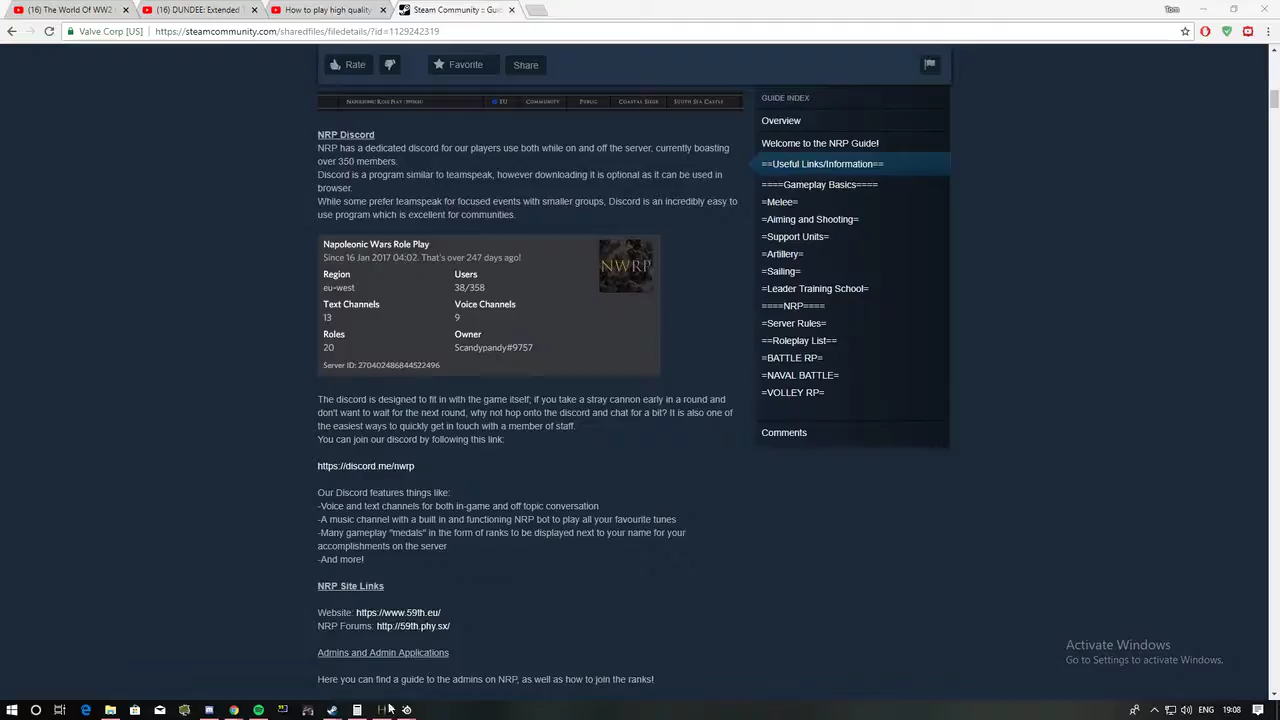 (16) The World Of WW2
(16) DUNDEE: Extended T
How to play high quality
Steam Community :: Guid
Tom
Valve Corp [US]
https://steamcommunity.com/sharedfiles/filedetails/?id=1129242319
Rate
Favorite
Share
EU
COMMUNITY
PUBLIC
COASTAL SIEGE
SOUTH SEA CASTLE
NRP Discord
NRP has a dedicated discord for our players use both while on and off the server, currently boasting
over 350 members.
Discord is a program similar to teamspeak, however downloading it is optional as it can be used in
browser.
While some prefer teamspeak for focused events with smaller groups, Discord is an incredibly easy to
use program which is excellent for communities.
Napoleonic Wars Role Play
Since 16 Jan 2017 04:02. That's over 247 days ago!
NWRP
Region
Users
eu-west
38/358
Text Channels
Voice Channels
13
9
Roles
Owner
20
Scandypandy#9757
Server ID: 270402486844522496
The discord is designed to fit in with the game itself; if you take a stray cannon early in a round and
don't want to wait for the next round, why not hop onto the discord and chat for a bit? It is also one of
the easiest ways to quickly get in touch with a member of staff.
You can join our discord by following this link:
https://discord.me/nwrp
Our Discord features things like:
-Voice and text channels for both in-game and off topic conversation
-A music channel with a built in and functioning NRP bot to play all your favourite tunes
-Many gameplay "medals" in the form of ranks to be displayed next to your name for your
accomplishments on the server
-And more!
NRP Site Links
Website: https://www.59th.eu/
NRP Forums: http://59th.phy.sx/
Admins and Admin Applications
Here you can find a guide to the admins on NRP, as well as how to join the ranks!
GUIDE INDEX
Overview
Welcome to the NRP Guide!
==Useful Links/Information==
====Gameplay Basics====
=Melee=
=Aiming and Shooting=
=Support Units=
=Artillery=
=Sailing=
=Leader Training School=
====NRP====
=Server Rules=
==Roleplay List==
=BATTLE RP=
=NAVAL BATTLE=
=VOLLEY RP=
Comments
Activate Windows
Go to Settings to activate Windows.
ENG
19:08